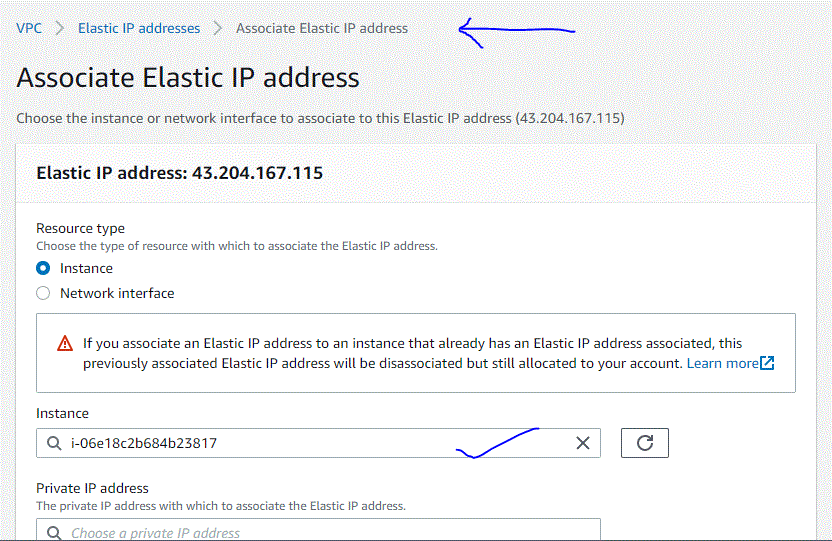 VPC > Elastic IP addresses > Associate Elastic IP address
Associate Elastic IP address
Choose the instance or network interface to associate to this Elastic IP address (43.204.167.115)
Elastic IP address: 43.204.167.115
Resource type
Choose the type of resource with which to associate the Elastic IP address.
Instance
Network interface
If you associate an Elastic IP address to an instance that already has an Elastic IP address associated, this
previously associated Elastic IP address will be disassociated but still allocated to your account. Learn more
Instance
i-06e18c2b684b23817
Private IP address
The private IP address with which to associate the Elastic IP address.
Choose a private IP address